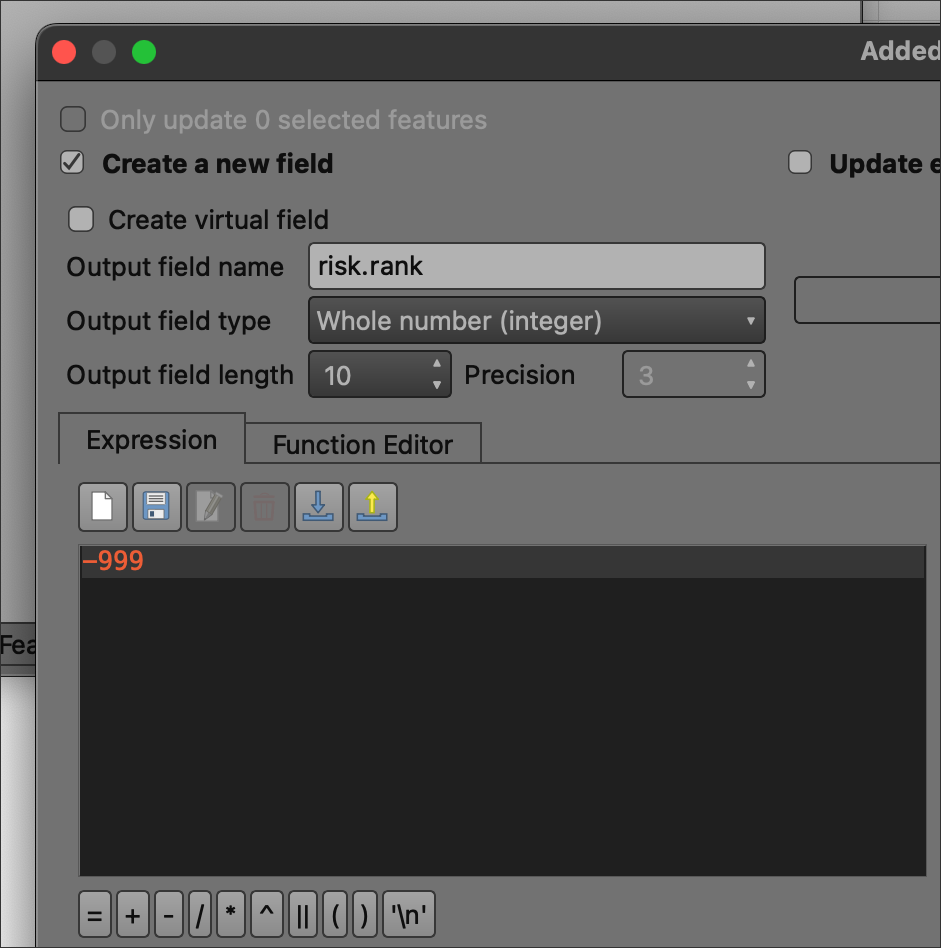 Added
Only update 0 selected features
Create a new field
Update e
Create virtual field
Output field name risk.rank
Output field type Whole number (integer)
Output field length 10 Precision 3
Expression Function Editor
–999
Fea
= + - / * ^ || ( ) '\n'